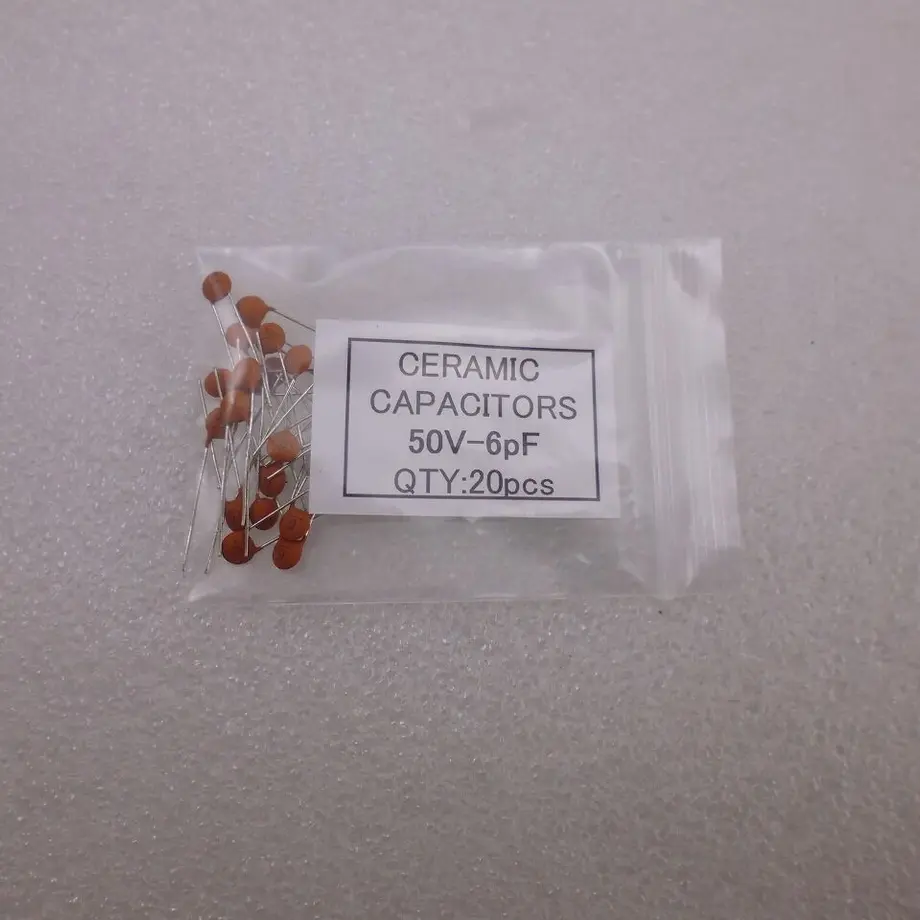 CERAMIC
CAPACITORS
50V-6pF
QTY:20pcs